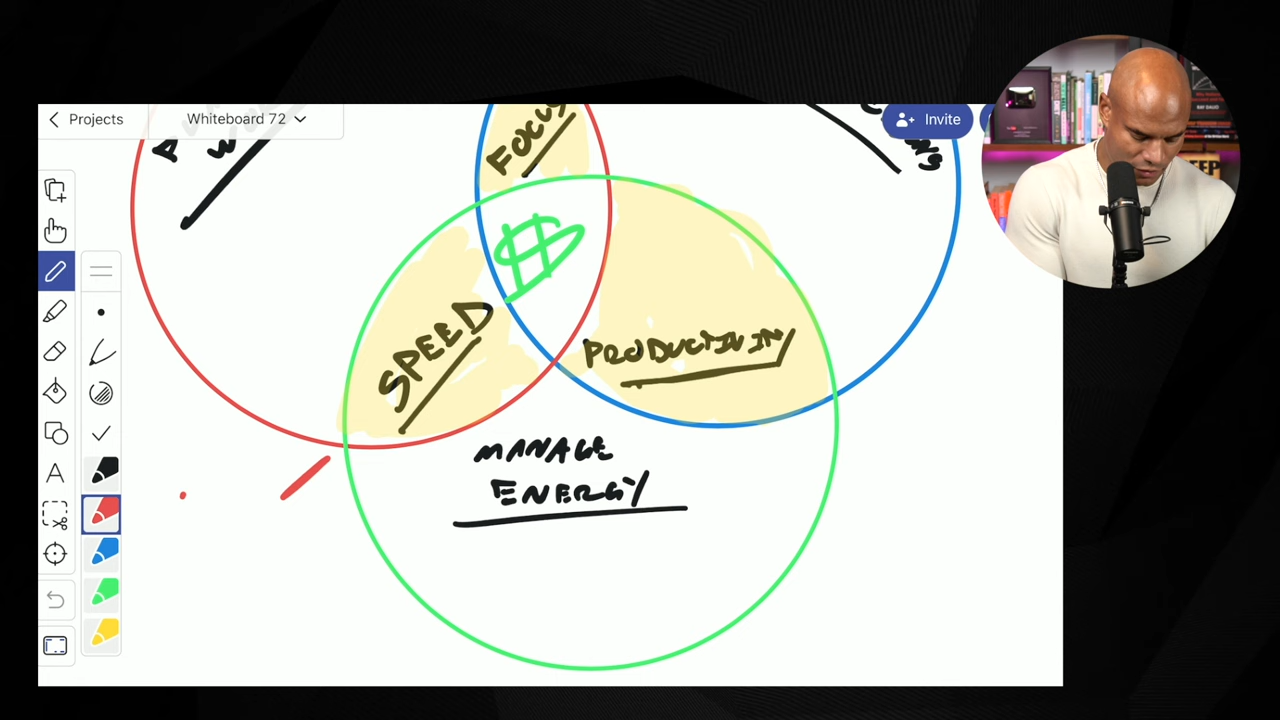 Projects
Whiteboard 72
Invite
FOCUS
$
SPEED
PRODUCTIVITY
MANAGE
ENERGY
A